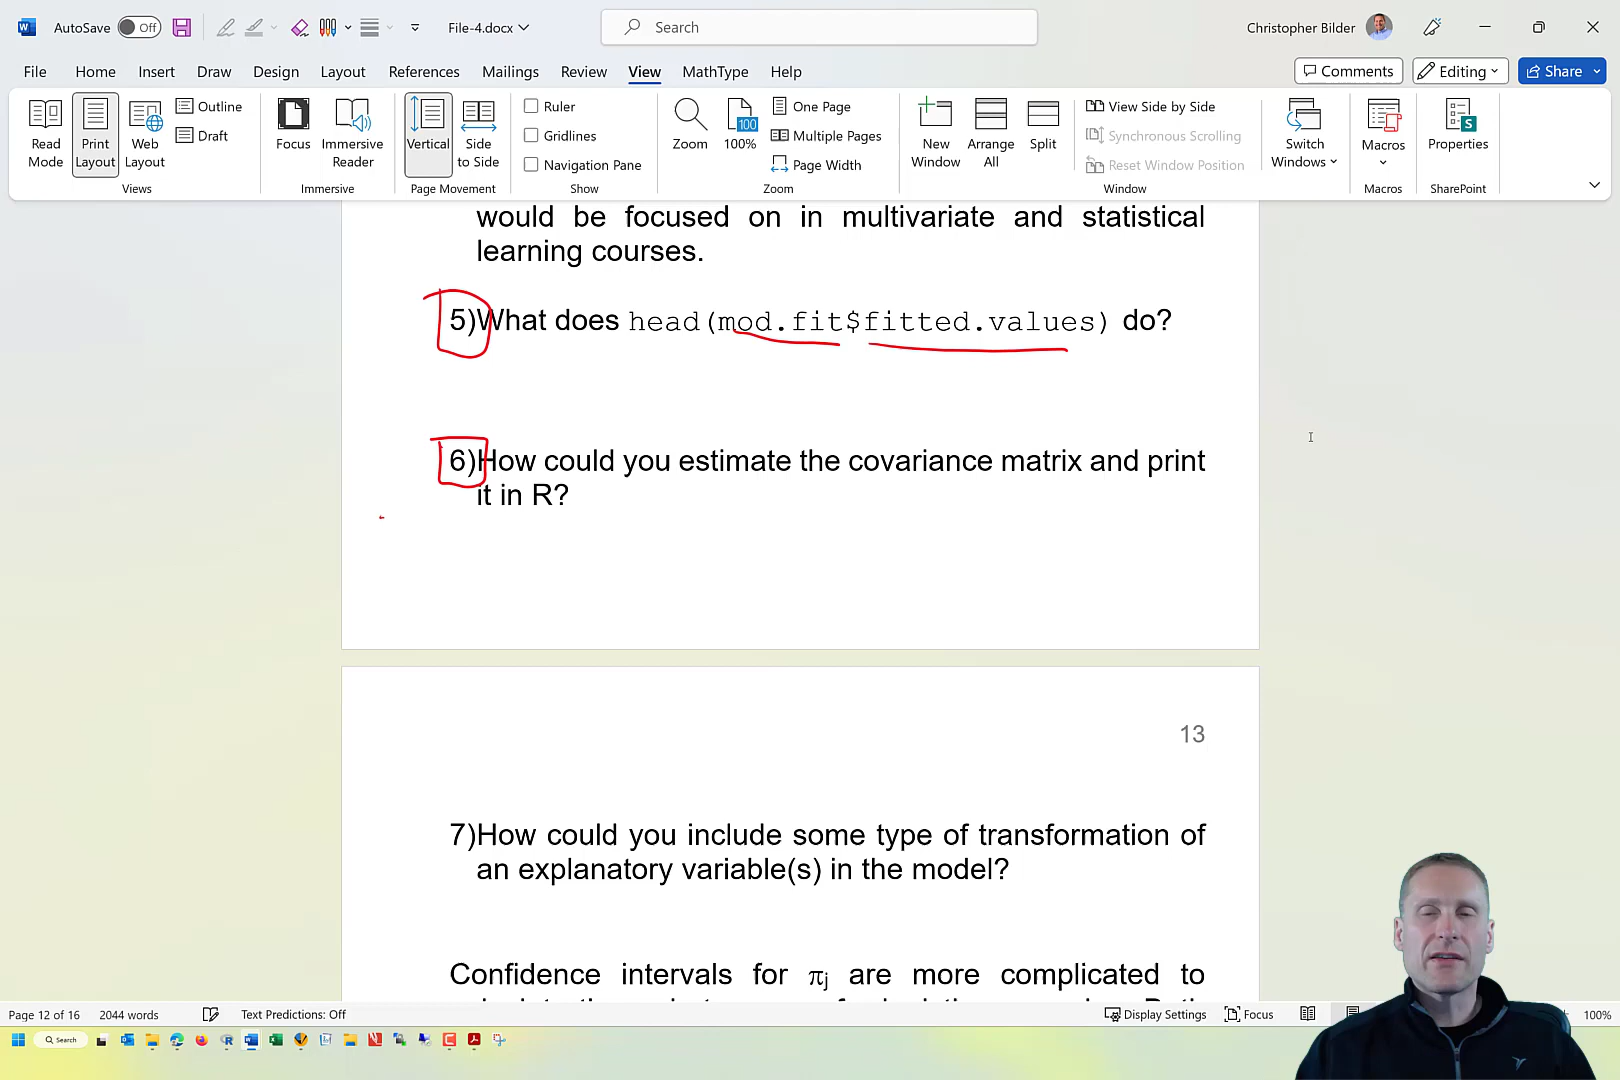 AutoSave Off File-4.docx Search Christopher Bilder
File Home Insert Draw Design Layout References Mailings Review View MathType Help Comments Editing Share
Read Mode
Print Layout
Web Layout
Outline
Draft
Views
Focus
Immersive Reader
Immersive
Vertical
Side to Side
Page Movement
Ruler
Gridlines
Navigation Pane
Show
Zoom
100
100%
One Page
Multiple Pages
Page Width
Zoom
New Window
Arrange All
Split
View Side by Side
Synchronous Scrolling
Reset Window Position
Window
Switch Windows
Macros
Macros
Properties
SharePoint
would be focused on in multivariate and statistical
learning courses.
5)What does head(mod.fit$fitted.values) do?
6)How could you estimate the covariance matrix and print
it in R?
13
7)How could you include some type of transformation of
an explanatory variable(s) in the model?
Confidence intervals for πj are more complicated to
Page 12 of 16 2044 words Text Predictions: Off Display Settings Focus 100%
Search